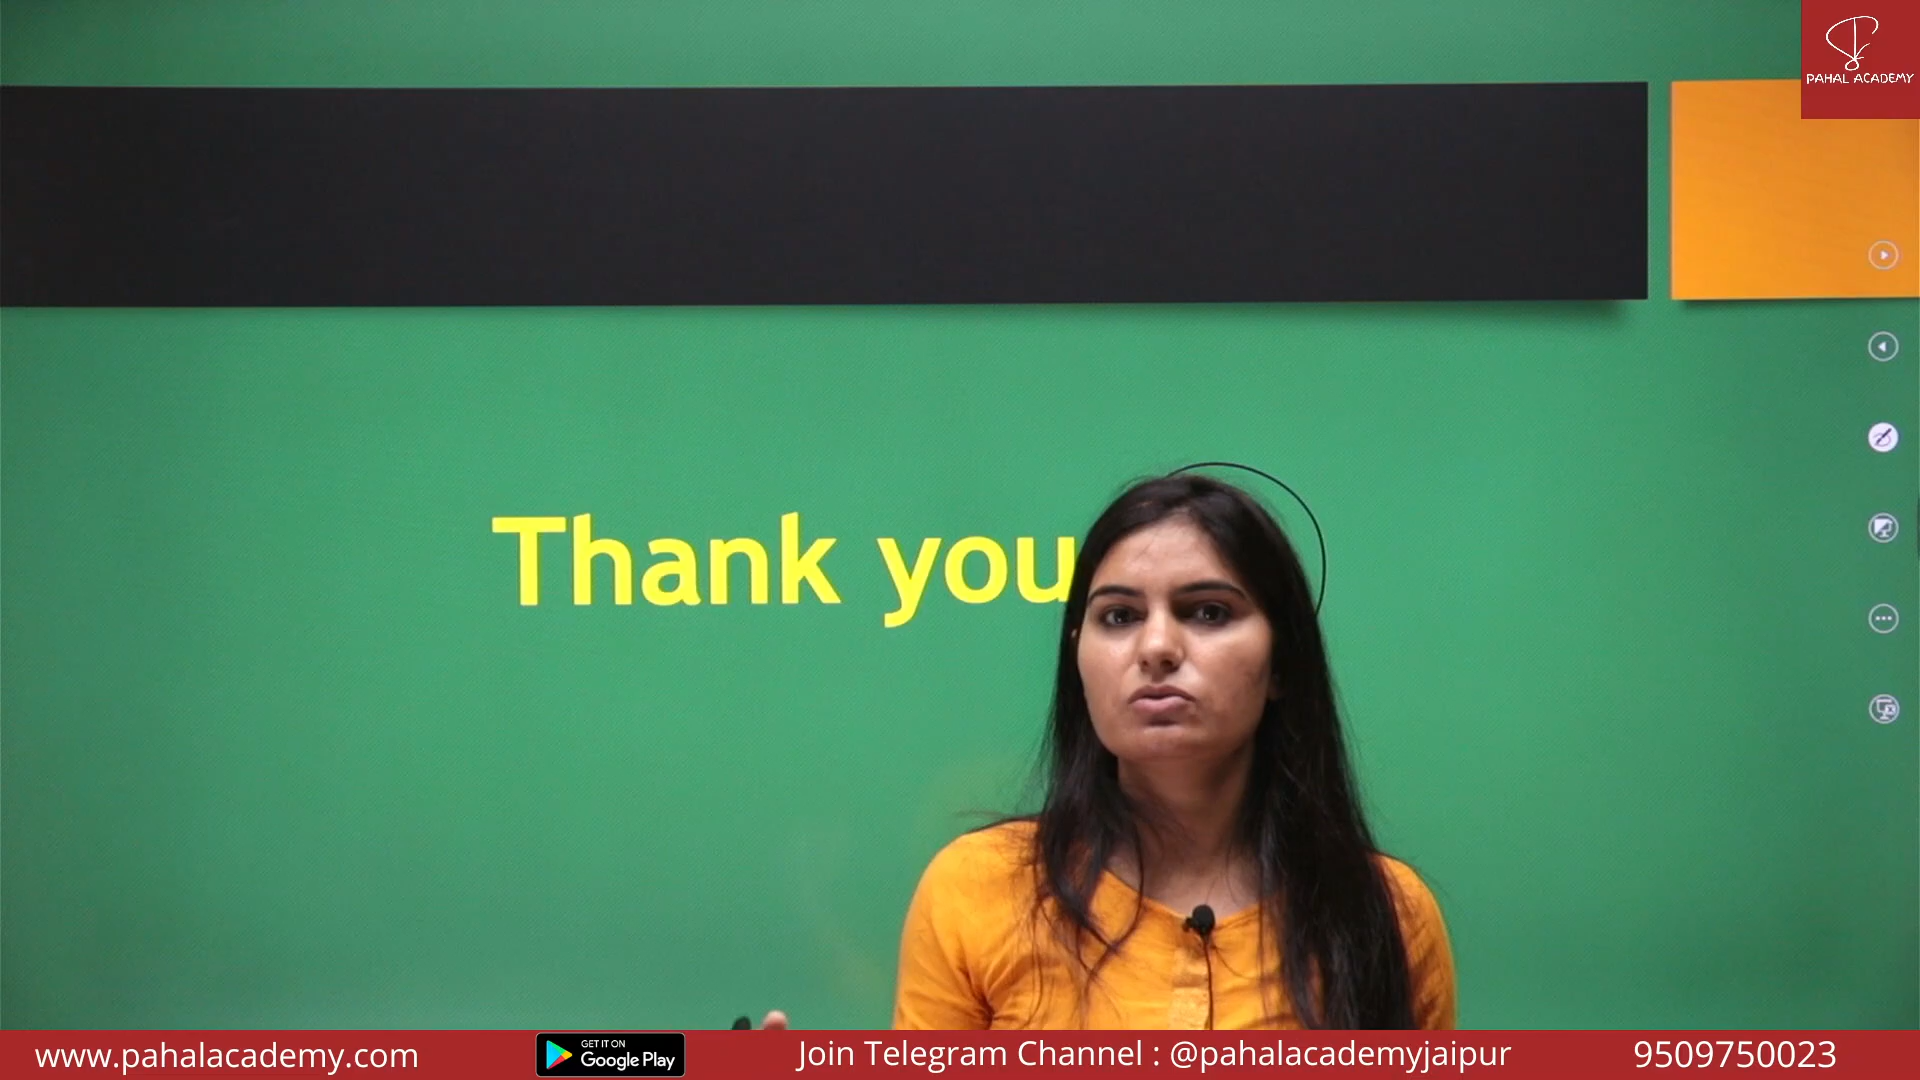 PAHAL ACADEMY
Thank you
www.pahalacademy.com
GET IT ON
Google Play
Join Telegram Channel : @pahalacademyjaipur
9509750023